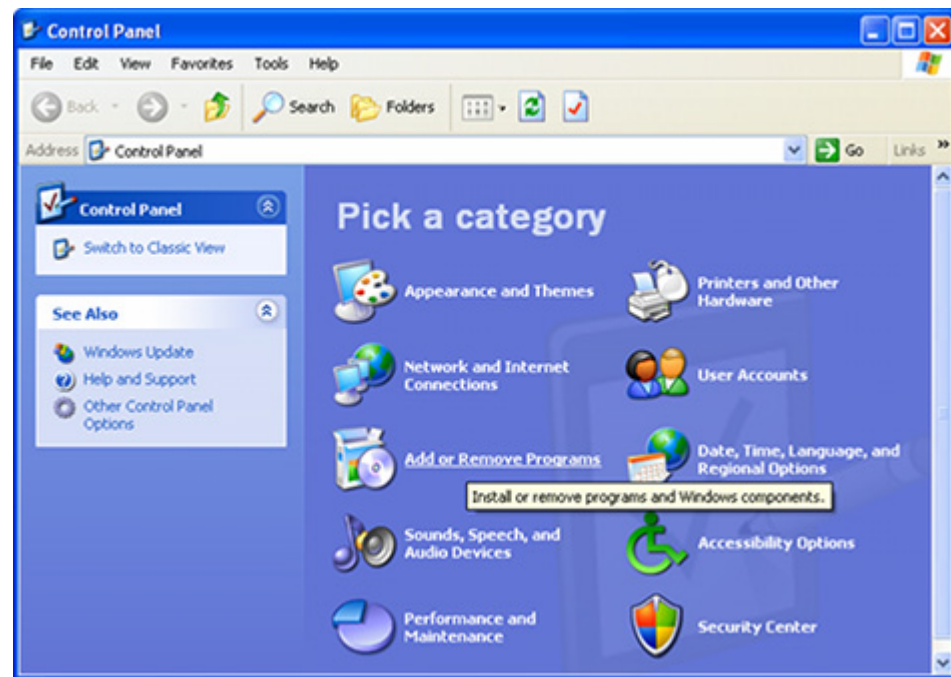 Control Panel
File Edit View Favorites Tools Help
Back Search Folders
Address Control Panel Go Links »
Control Panel
Switch to Classic View
See Also
Windows Update
Help and Support
Other Control Panel
Options
Pick a category
Appearance and Themes
Printers and Other
Hardware
Network and Internet
Connections
User Accounts
Add or Remove Programs
Date, Time, Language, and
Regional Options
Install or remove programs and Windows components.
Sounds, Speech, and
Audio Devices
Accessibility Options
Performance and
Maintenance
Security Center